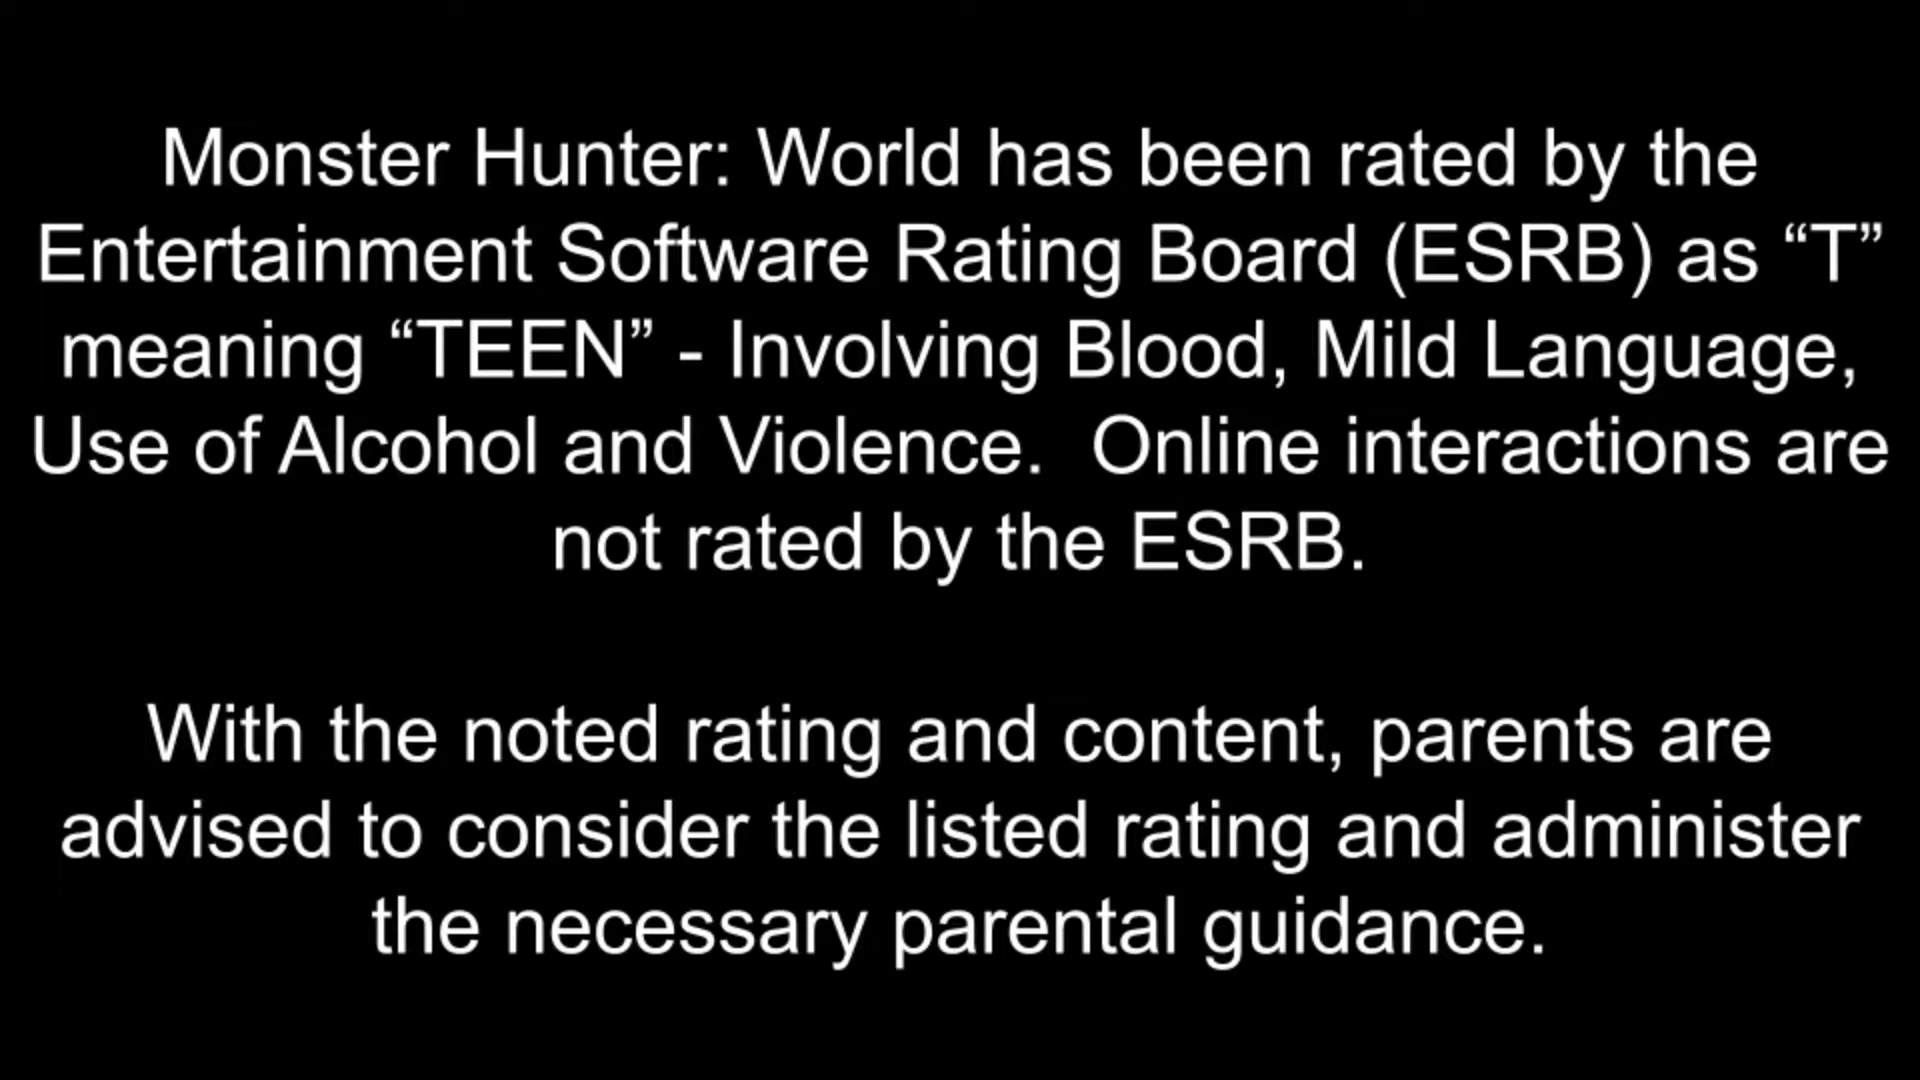 Monster Hunter: World has been rated by the
Entertainment Software Rating Board (ESRB) as “T”
meaning “TEEN” - Involving Blood, Mild Language,
Use of Alcohol and Violence.  Online interactions are
not rated by the ESRB.
With the noted rating and content, parents are
advised to consider the listed rating and administer
the necessary parental guidance.